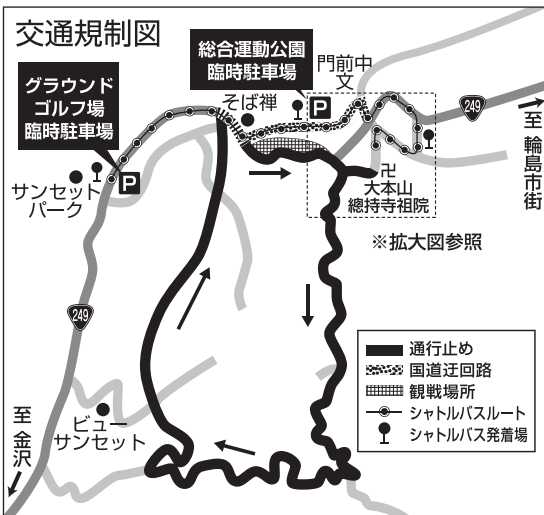 交通規制図
総合運動公園
臨時駐車場
門前中
文
グラウンド
ゴルフ場
臨時駐車場
そば禅
P
249
至 輪島市街
P
サンセット
パーク
卍
大本山
總持寺祖院
※拡大図参照
249
通行止め
国道迂回路
観戦場所
シャトルバスルート
シャトルバス発着場
ビュー
サンセット
至 金沢